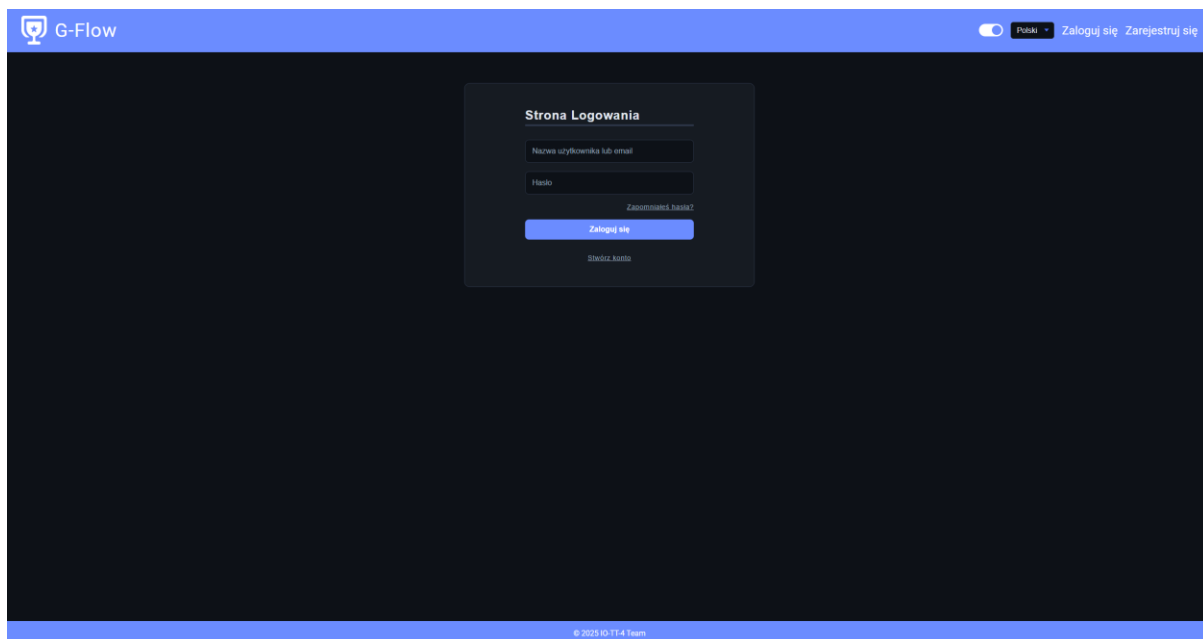 G-Flow
Polski
Zaloguj się Zarejestruj się
Strona Logowania
Nazwa użytkownika lub email
Hasło
Zapomniałeś hasła?
Zaloguj się
Stwórz konto
© 2025 IO-TT-4 Team